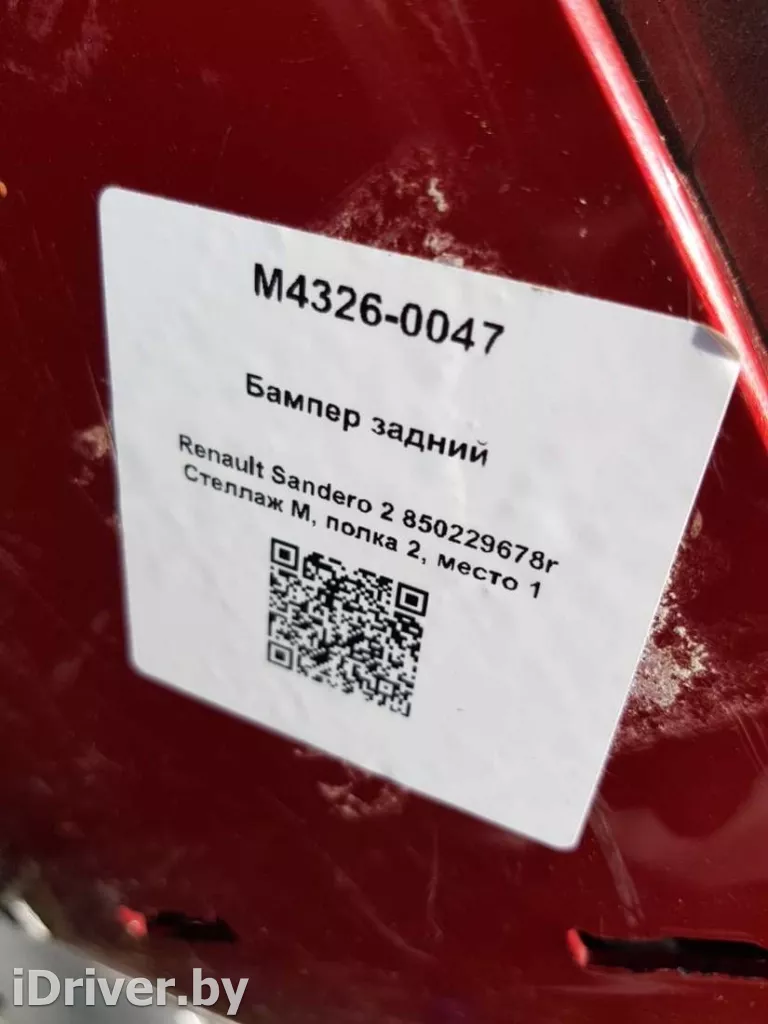 M4326-0047
Бампер задний
Renault Sandero 2 850229678r
Стеллаж М, полка 2, место 1
iDriver.by